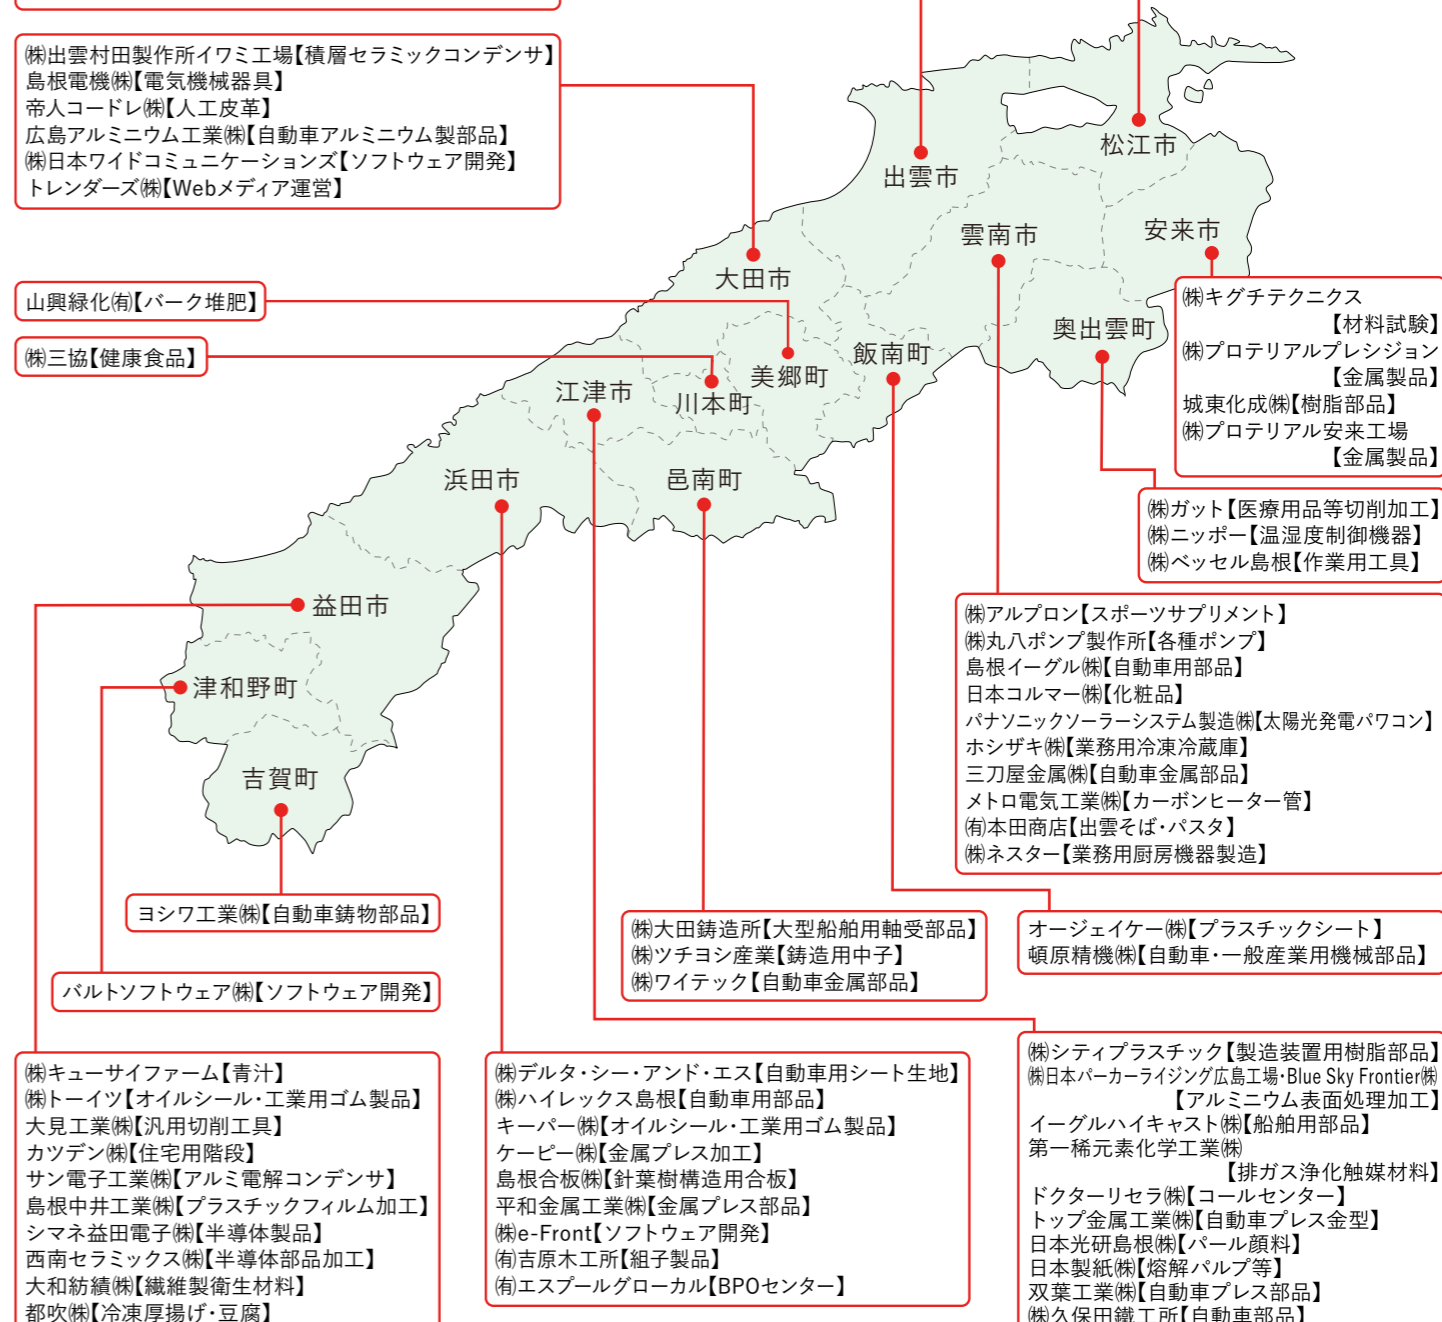 ㈱出雲村田製作所イワミ工場【積層セラミックコンデンサ】
島根電機㈱【電気機械器具】
帝人コードレ㈱【人工皮革】
広島アルミニウム工業㈱【自動車アルミニウム製部品】
㈱日本ワイドコミュニケーションズ【ソフトウェア開発】
トレンダーズ㈱【Webメディア運営】
松江市
出雲市
雲南市
安来市
大田市
山興緑化㈲【バーク堆肥】
㈱三協【健康食品】
奥出雲町
飯南町
美郷町
川本町
江津市
浜田市
邑南町
益田市
津和野町
吉賀町
㈱キグチテクニクス
【材料試験】
㈱プロテリアルプレシジョン
【金属製品】
城東化成㈱【樹脂部品】
㈱プロテリアル安来工場
【金属製品】
㈱ガット【医療用品等切削加工】
㈱ニッポー【温湿度制御機器】
㈱ベッセル島根【作業用工具】
㈱アルプロン【スポーツサプリメント】
㈱丸八ポンプ製作所【各種ポンプ】
島根イーグル㈱【自動車用部品】
日本コルマー㈱【化粧品】
パナソニックソーラーシステム製造㈱【太陽光発電パワコン】
ホシザキ㈱【業務用冷凍冷蔵庫】
三刀屋金属㈱【自動車金属部品】
メトロ電気工業㈱【カーボンヒーター管】
㈲本田商店【出雲そば・パスタ】
㈱ネスター【業務用厨房機器製造】
ヨシワ工業㈱【自動車鋳物部品】
バルトソフトウェア㈱【ソフトウェア開発】
㈱大田鋳造所【大型船舶用軸受部品】
㈱ツチヨシ産業【鋳造用中子】
㈱ワイテック【自動車金属部品】
オージェイケー㈱【プラスチックシート】
頓原精機㈱【自動車・一般産業用機械部品】
㈱キューサイファーム【青汁】
㈱トーイツ【オイルシール・工業用ゴム製品】
大見工業㈱【汎用切削工具】
カツデン㈱【住宅用階段】
サン電子工業㈱【アルミ電解コンデンサ】
島根中井工業㈱【プラスチックフィルム加工】
シマネ益田電子㈱【半導体製品】
西南セラミックス㈱【半導体部品加工】
大和紡績㈱【繊維製衛生材料】
都吹㈱【冷凍厚揚げ・豆腐】
㈱デルタ・シー・アンド・エス【自動車用シート生地】
㈱ハイレックス島根【自動車用部品】
キーパー㈱【オイルシール・工業用ゴム製品】
ケーピー㈱【金属プレス加工】
島根合板㈱【針葉樹構造用合板】
平和金属工業㈱【金属プレス部品】
㈱e-Front【ソフトウェア開発】
㈲吉原木工所【組子製品】
㈲エスプールグローカル【BPOセンター】
㈱シティプラスチック【製造装置用樹脂部品】
㈱日本パーカーライジング広島工場・Blue Sky Frontier㈱
【アルミニウム表面処理加工】
イーグルハイキャスト㈱【船舶用部品】
第一稀元素化学工業㈱
【排ガス浄化触媒材料】
ドクターリセラ㈱【コールセンター】
トップ金属工業㈱【自動車プレス金型】
日本光研島根㈱【パール顔料】
日本製紙㈱【熔解パルプ等】
双葉工業㈱【自動車プレス部品】
㈱久保田鐵工所【自動車部品】